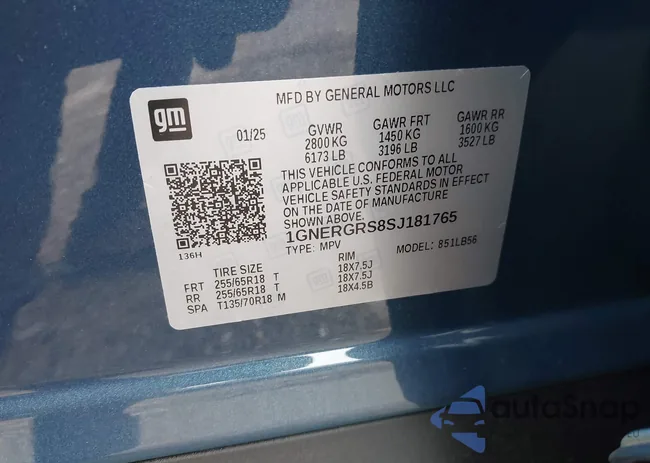 MFD BY GENERAL MOTORS LLC
gm
01/25
GVWR
2800 KG
6173 LB
GAWR FRT
1450 KG
3196 LB
GAWR RR
1600 KG
3527 LB
THIS VEHICLE CONFORMS TO ALL
APPLICABLE U.S. FEDERAL MOTOR
VEHICLE SAFETY STANDARDS IN EFFECT
ON THE DATE OF MANUFACTURE
SHOWN ABOVE.
1GNERGRS8SJ181765
TYPE: MPV 851LB56
136H
TIRE SIZE RIM
FRT 255/65R18 T 18X7.5J
RR 255/65R18 T 18X7.5J
SPA T135/70R18 M 18X4.5B
autoSnap